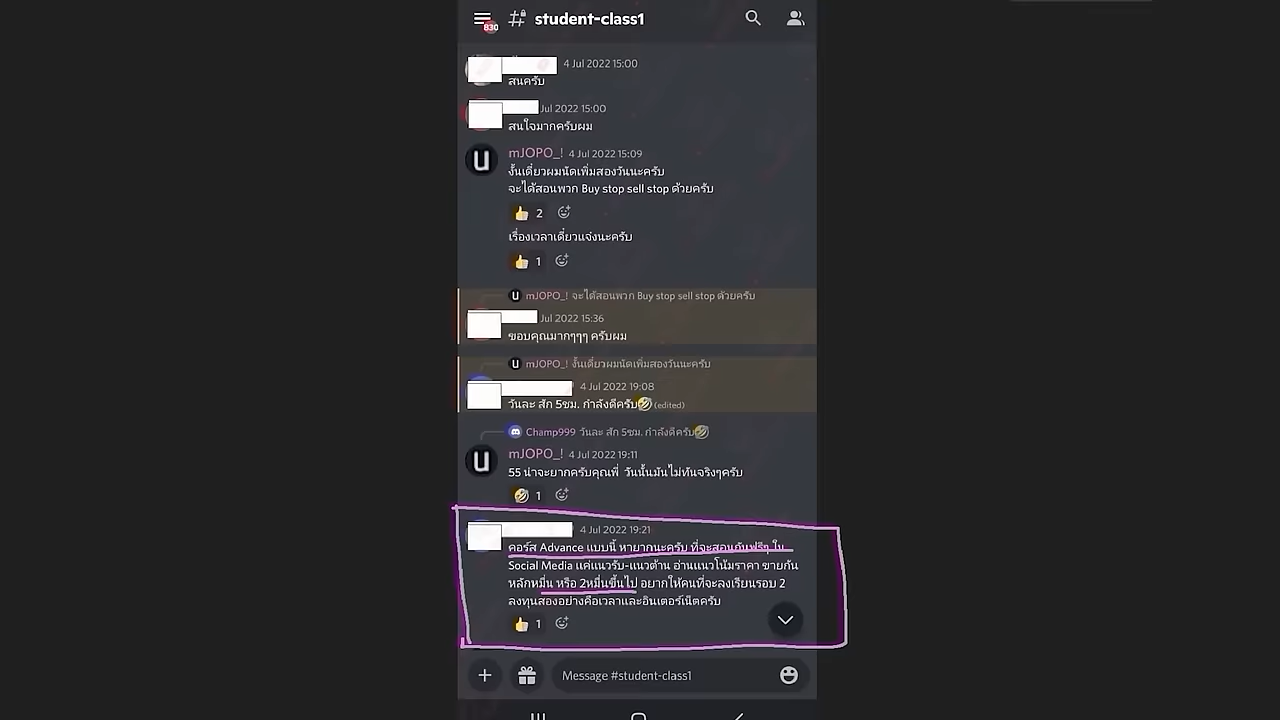 830
student-class1
4 Jul 2022 15:00
สนครับ
Jul 2022 15:00
สนใจมากครับผม
mJOPO_! 4 Jul 2022 15:09
งั้นเดี๋ยวผมนัดเพิ่มสองวันนะครับ
จะได้สอนพวก Buy stop sell stop ด้วยครับ
👍 2
เรื่องเวลาเดี๋ยวแจ้งนะครับ
👍 1
mJOPO_! จะได้สอนพวก Buy stop sell stop ด้วยครับ
Jul 2022 15:36
ขอบคุณมากๆๆๆ ครับผม
mJOPO_! งั้นเดี๋ยวผมนัดเพิ่มสองวันนะครับ
4 Jul 2022 19:08
วันละ สัก 5ชม. กำลังดีครับ🤣 (edited)
Champ999 วันละ สัก 5ชม. กำลังดีครับ🤣
mJOPO_! 4 Jul 2022 19:11
55 น่าจะยากครับคุณพี่ วันนั้นมันไม่ทันจริงๆครับ
🤣 1
4 Jul 2022 19:21
คอร์ส Advance แบบนี้ หายากนะครับ ที่จะสอนกันฟรีๆ ใน
Social Media แค่แนวรับ-แนวต้าน อ่านแนวโน้มราคา ขายกัน
หลักหมื่น หรือ 2หมื่นขึ้นไป อยากให้คนที่จะลงเรียนรอบ 2
ลงทุนสองอย่างคือเวลาและอินเตอร์เน็ตครับ
👍 1
Message #student-class1